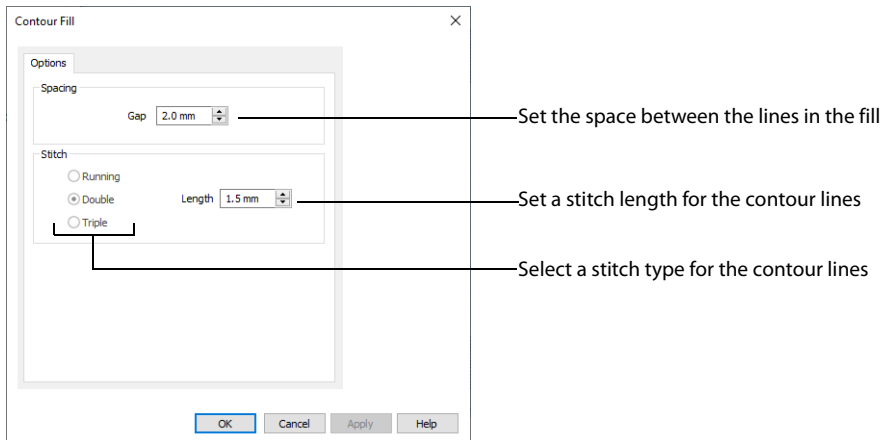 Contour Fill
Options
Spacing
Gap 2.0 mm
Set the space between the lines in the fill
Stitch
Running
Double Length 1.5 mm
Set a stitch length for the contour lines
Triple
Select a stitch type for the contour lines
OK Cancel Apply Help